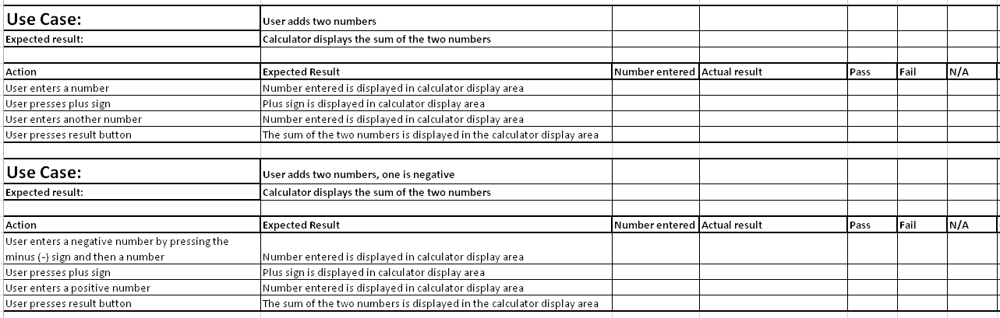 Use Case: User adds two numbers
Expected result: Calculator displays the sum of the two numbers
Action Expected Result Number entered Actual result Pass Fail N/A
User enters a number Number entered is displayed in calculator display area
User presses plus sign Plus sign is displayed in calculator display area
User enters another number Number entered is displayed in calculator display area
User presses result button The sum of the two numbers is displayed in the calculator display area
Use Case: User adds two numbers, one is negative
Expected result: Calculator displays the sum of the two numbers
Action Expected Result Number entered Actual result Pass Fail N/A
User enters a negative number by pressing the
minus (-) sign and then a number Number entered is displayed in calculator display area
User presses plus sign Plus sign is displayed in calculator display area
User enters a positive number Number entered is displayed in calculator display area
User presses result button The sum of the two numbers is displayed in the calculator display area